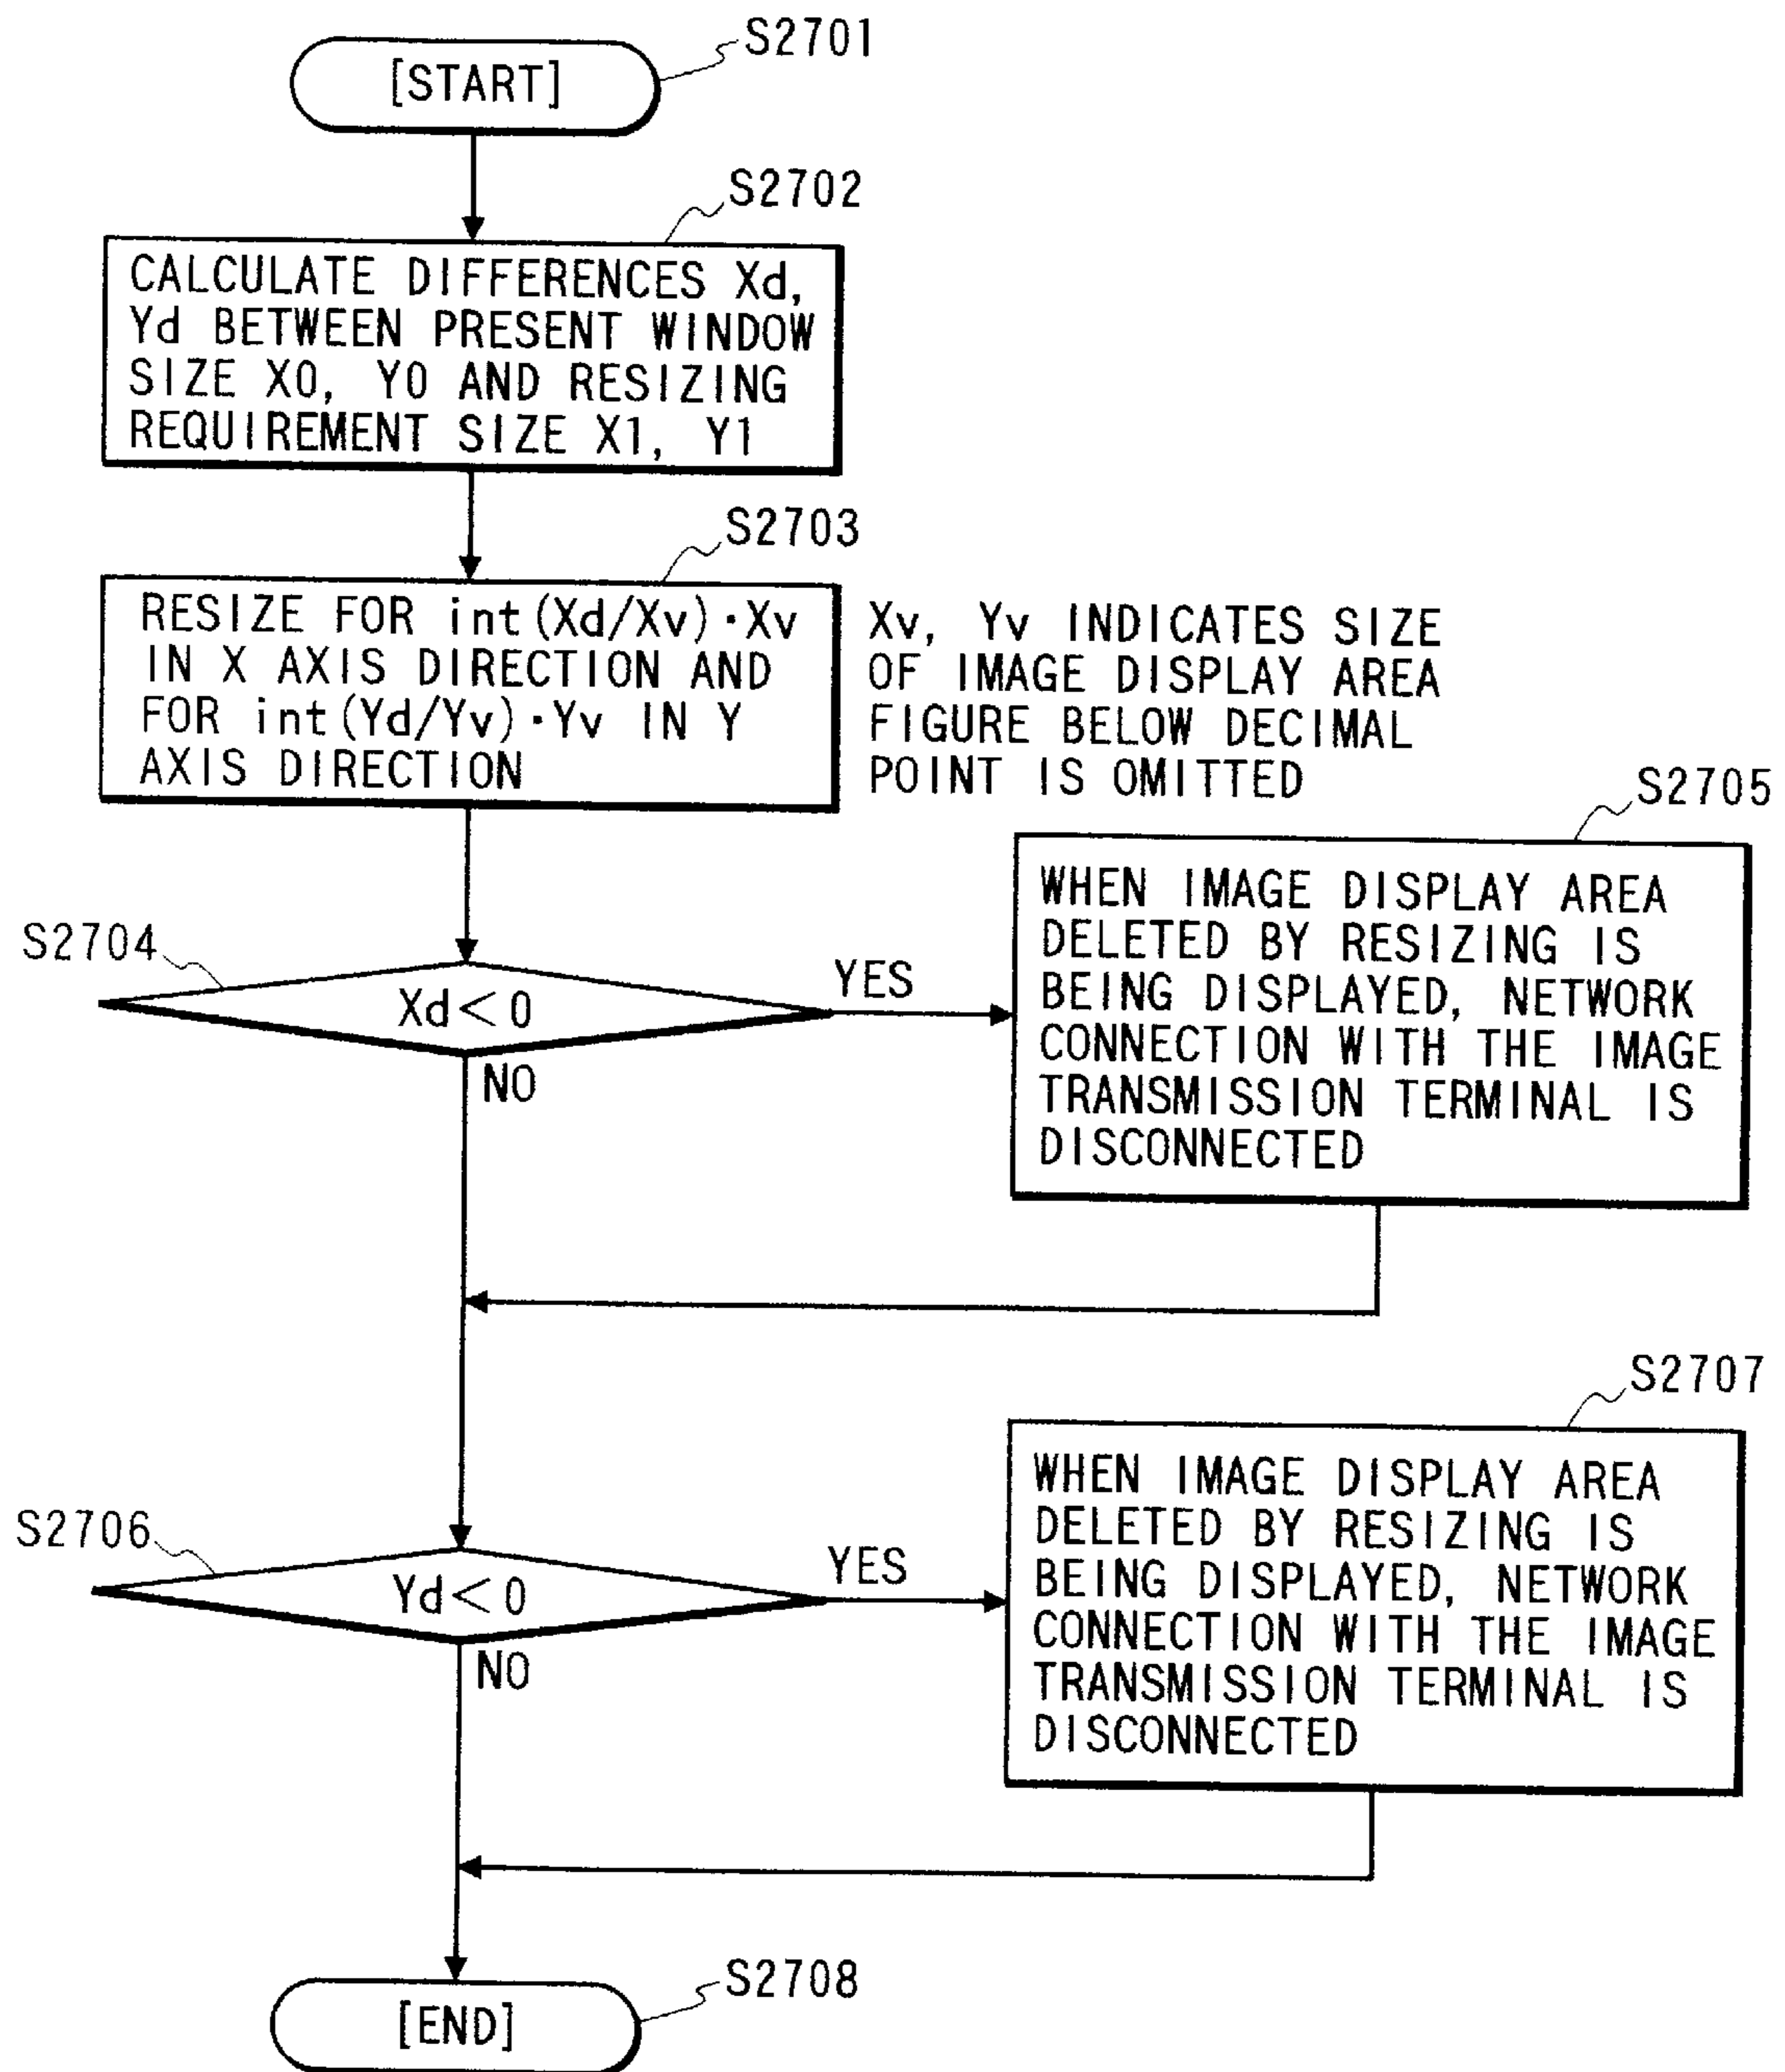 S2701
[START]
S2702
CALCULATE DIFFERENCES Xd,
Yd BETWEEN PRESENT WINDOW
SIZE X0, Y0 AND RESIZING
REQUIREMENT SIZE X1, Y1
S2703
RESIZE FOR int(Xd/Xv)·Xv
IN X AXIS DIRECTION AND
FOR int(Yd/Yv)·Yv IN Y
AXIS DIRECTION
Xv, Yv INDICATES SIZE
OF IMAGE DISPLAY AREA
FIGURE BELOW DECIMAL
POINT IS OMITTED
S2704
Xd<0
YES
NO
S2705
WHEN IMAGE DISPLAY AREA
DELETED BY RESIZING IS
BEING DISPLAYED, NETWORK
CONNECTION WITH THE IMAGE
TRANSMISSION TERMINAL IS
DISCONNECTED
S2706
Yd<0
YES
NO
S2707
WHEN IMAGE DISPLAY AREA
DELETED BY RESIZING IS
BEING DISPLAYED, NETWORK
CONNECTION WITH THE IMAGE
TRANSMISSION TERMINAL IS
DISCONNECTED
S2708
[END]